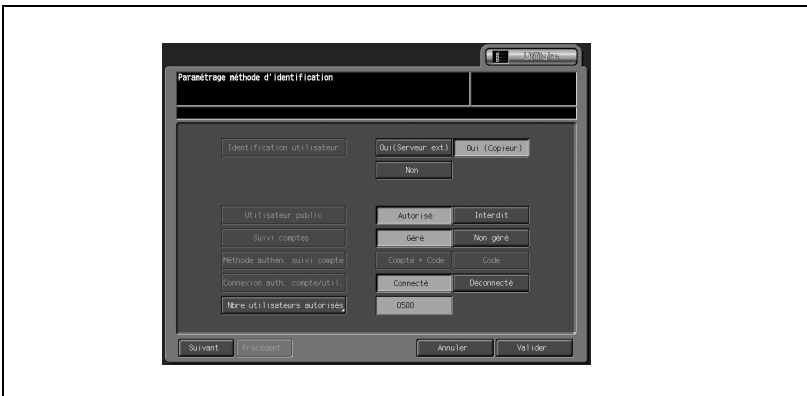 Utilitaire
Paramétrage méthode d'identification
Identification utilisateur Oui(Serveur ext) Oui (Copieur)
Non
Utilisateur public Autorisé Interdit
Suivi comptes Géré Non géré
Méthode authen. suivi compte Compte + Code Code
Connexion auth. compte/util. Connecté Déconnecté
Nbre utilisateurs autorisés 0500
Suivant Précédent Annuler Valider